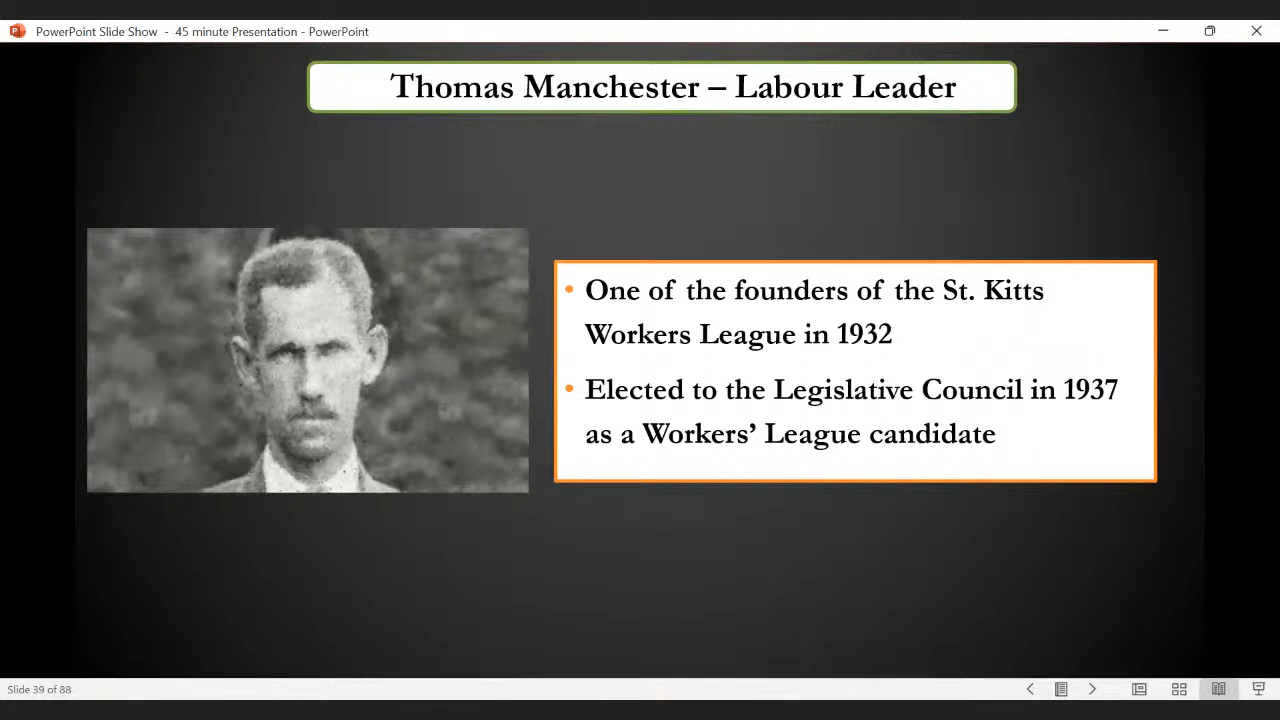 PowerPoint Slide Show - 45 minute Presentation - PowerPoint
Thomas Manchester – Labour Leader
• One of the founders of the St. Kitts
Workers League in 1932
• Elected to the Legislative Council in 1937
as a Workers’ League candidate
Slide 39 of 88